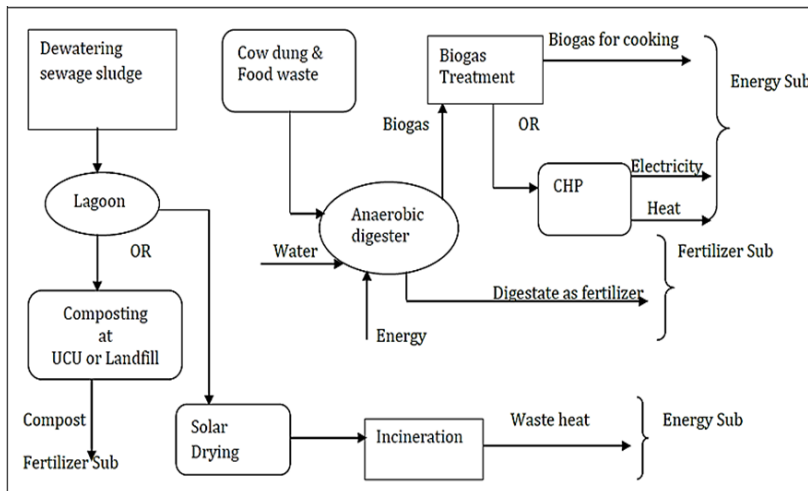 Dewatering
sewage sludge
Cow dung &
Food waste
Biogas
Treatment
Biogas for cooking
Energy Sub
Biogas
OR
Lagoon
Anaerobic
digester
CHP
Electricity
Heat
OR
Water
Fertilizer Sub
Digestate as fertilizer
Composting
at
UCU or Landfill
Energy
Compost
Fertilizer Sub
Solar
Drying
Incineration
Waste heat
Energy Sub